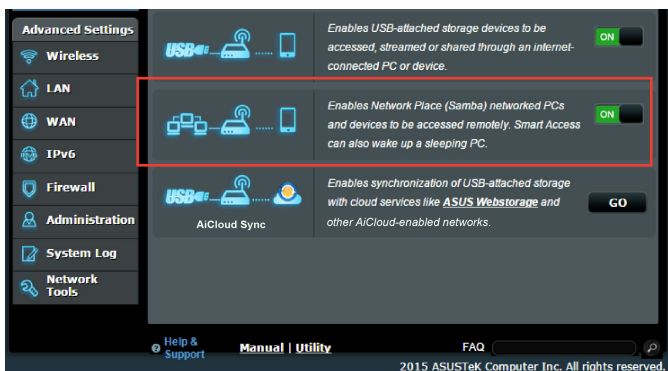 Advanced Settings
Wireless
LAN
WAN
IPv6
Firewall
Administration
System Log
Network
Tools
USB
Enables USB-attached storage devices to be
accessed, streamed or shared through an internet-
connected PC or device.
ON
Enables Network Place (Samba) networked PCs
and devices to be accessed remotely. Smart Access
can also wake up a sleeping PC.
ON
USB
AiCloud Sync
Enables synchronization of USB-attached storage
with cloud services like ASUS Webstorage and
other AiCloud-enabled networks.
GO
Help &
Support
Manual | Utility
FAQ
2015 ASUSTeK Computer Inc. All rights reserved.